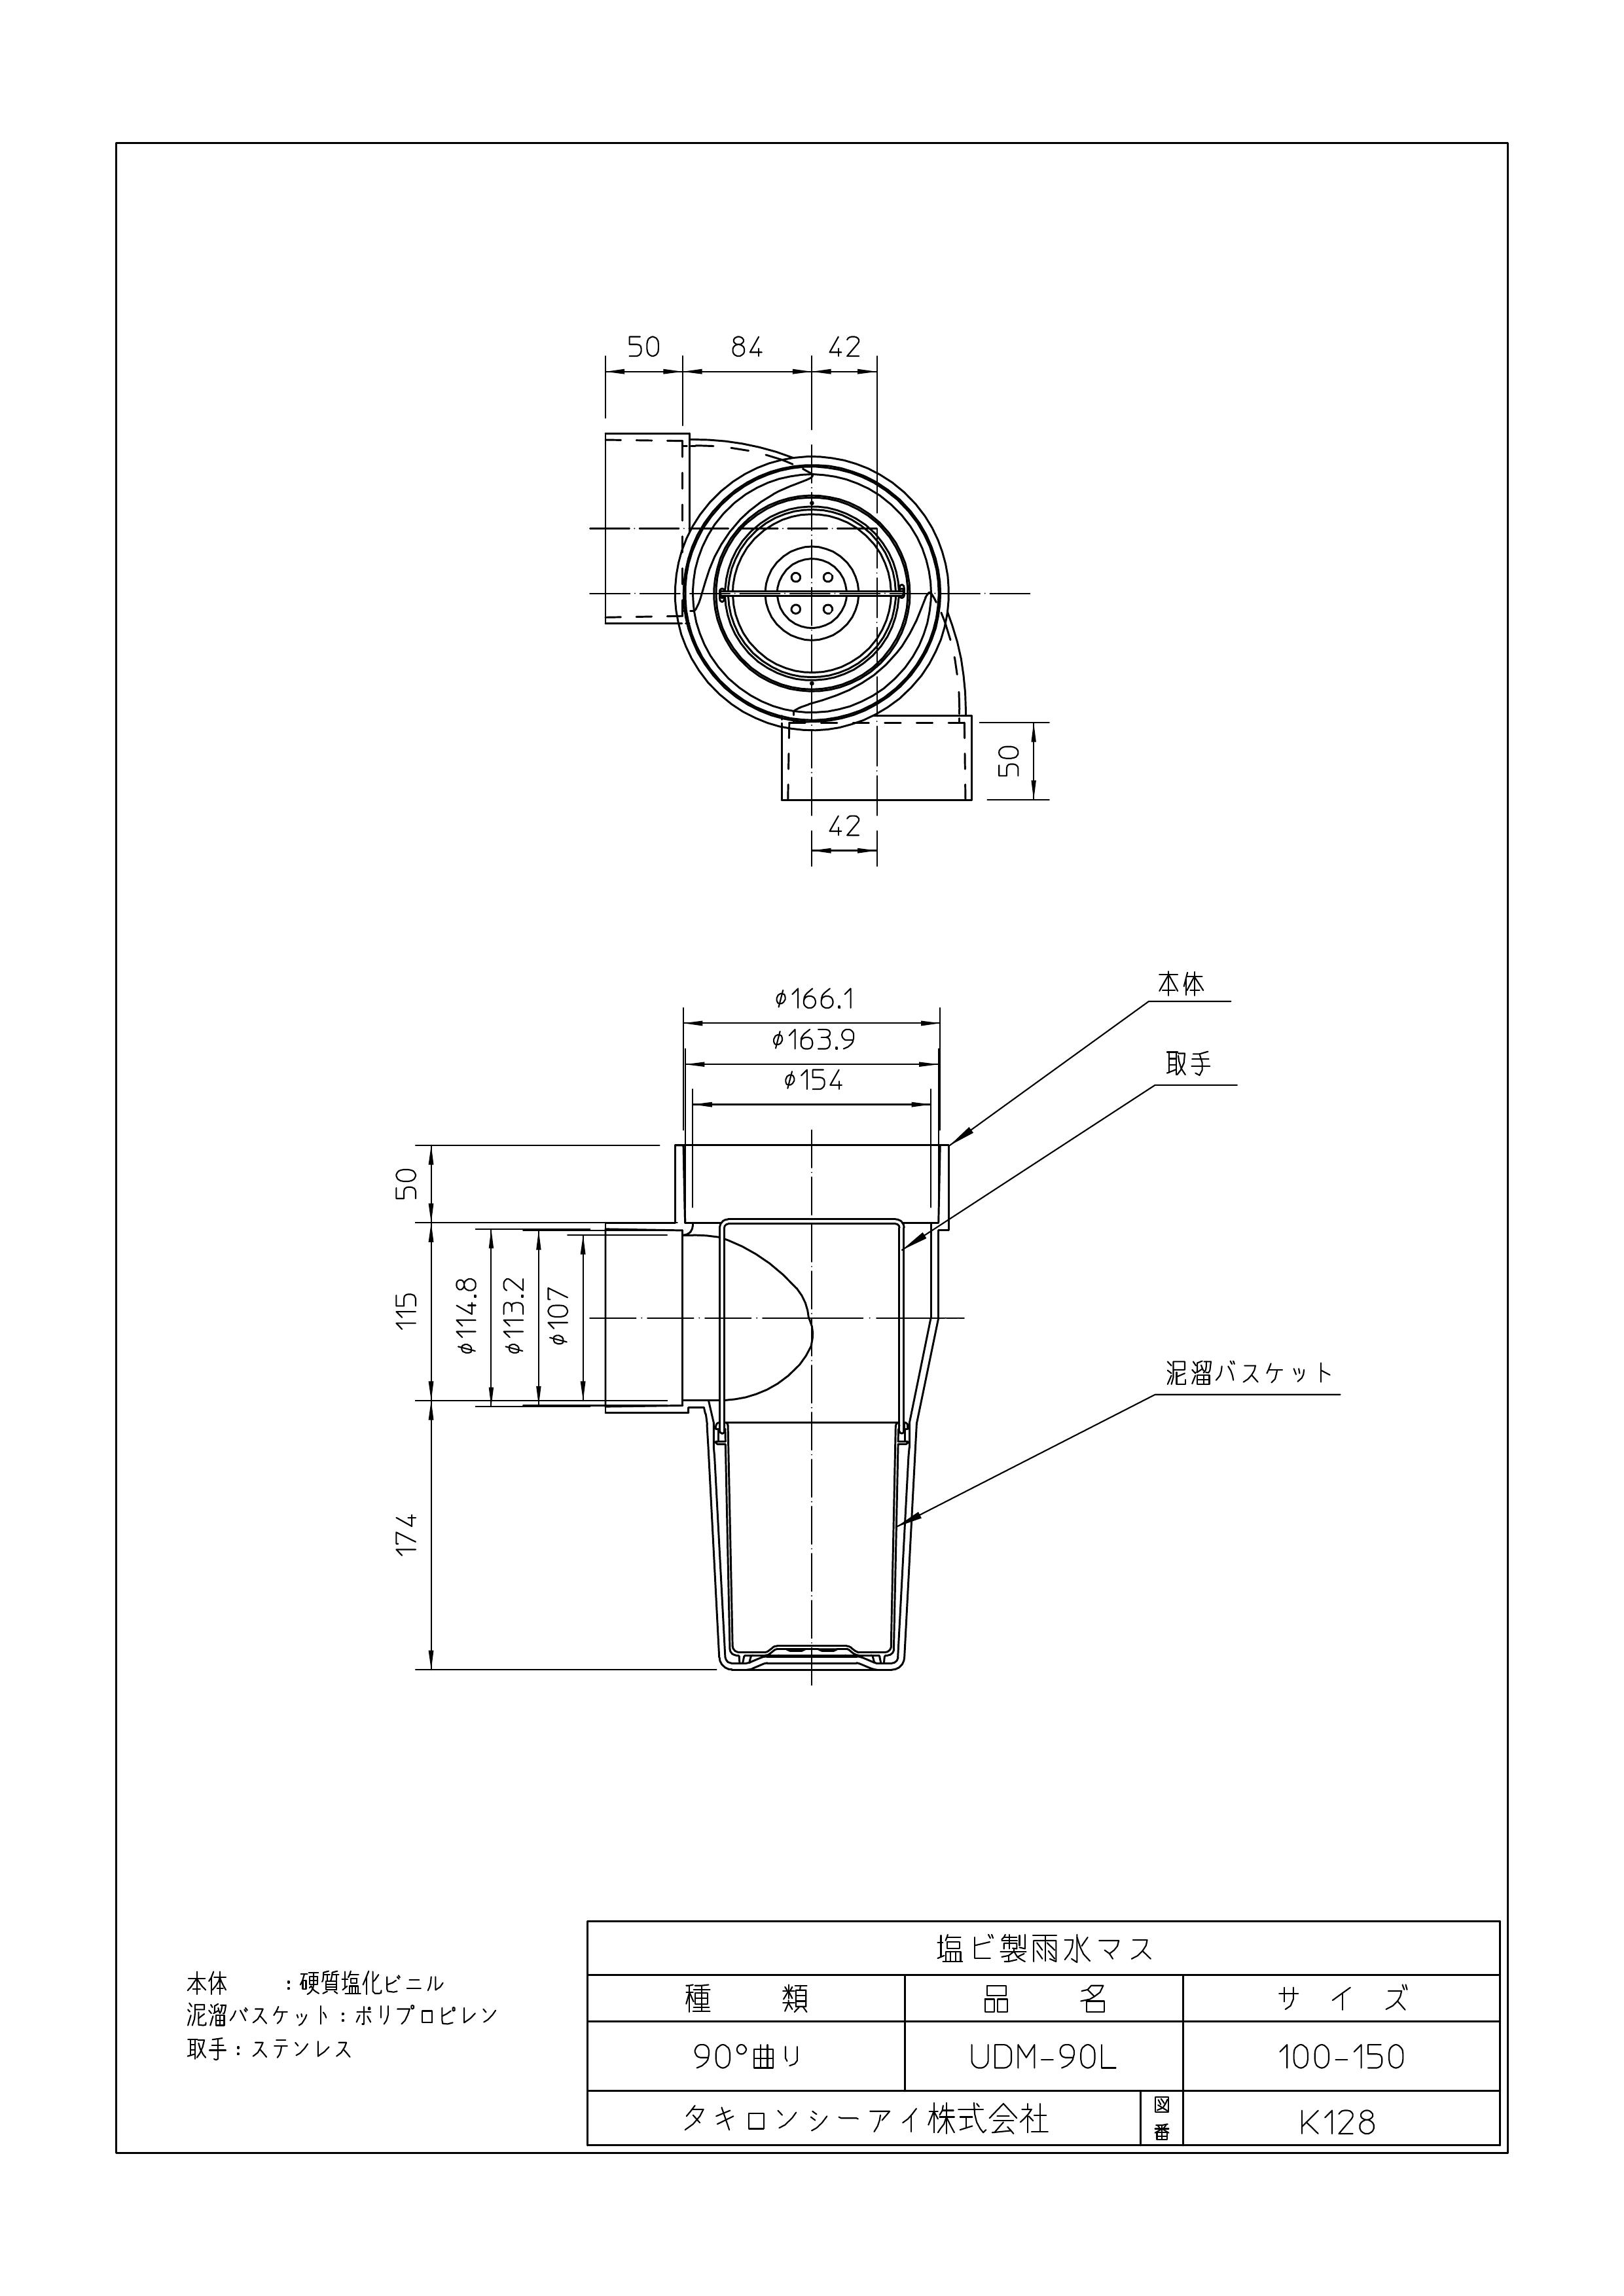 50 84 42
50
42
φ166.1
φ163.9
φ154
本体
取手
50
115
φ114.8
φ113.2
φ107
泥溜バスケット
174
塩ビ製雨水マス
種 類 品 名 サ イ ズ
90°曲リ UDM-90L 100-150
タキロンシーアイ株式会社 図番 K128
本体 :硬質塩化ビニル
泥溜バスケット:ポリプロピレン
取手:ステンレス